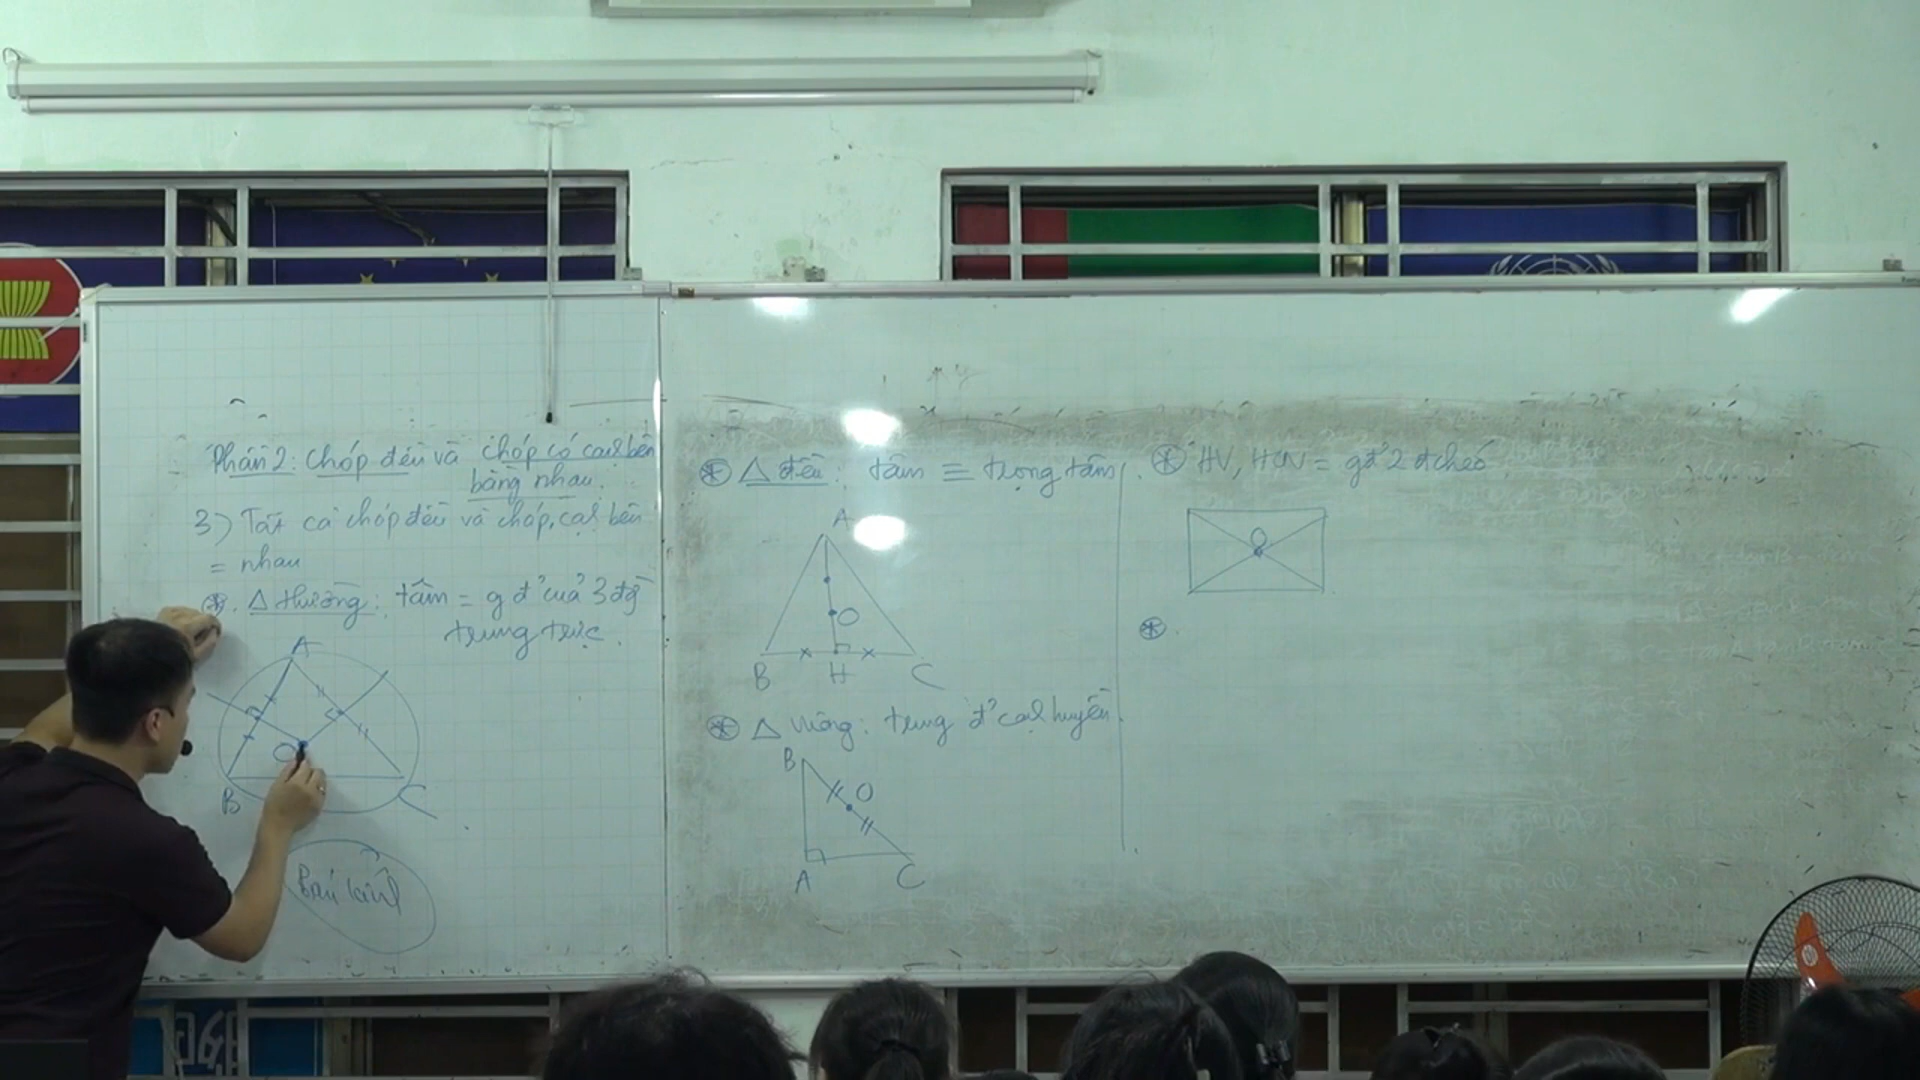 Phần 2: Chóp đều và chóp có cạnh bên
bằng nhau.
3) Tất cả chóp đều và chóp, cạnh bên
= nhau
*. Δ thường: tâm = gđ' của 3 đg
trung trực.
A
O
B
C
* Δ đều: tâm ≡ trọng tâm
A
O
B H C
* Δ vuông: trung đ' cạnh huyền
B
O
A C
* HV, HCN = gđ' 2 đ chéo
O
*.